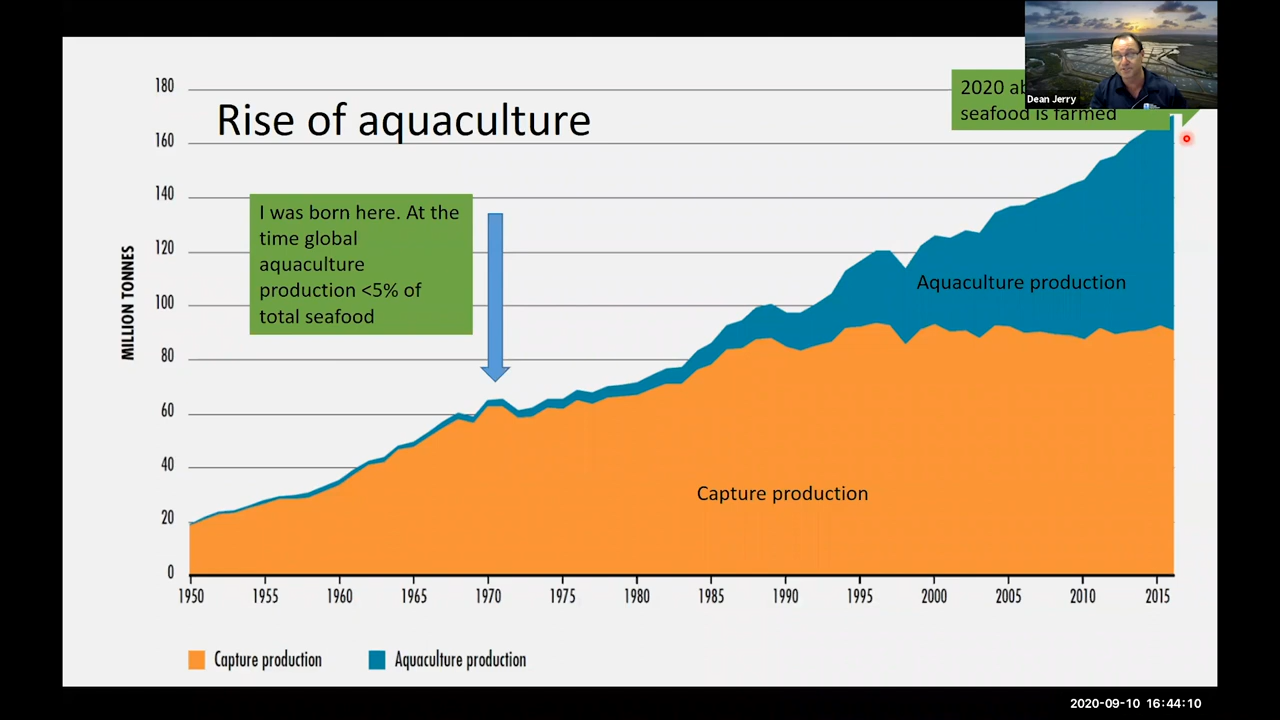 Rise of aquaculture
2020 ab
seafood is farmed
Dean Jerry
I was born here. At the
time global
aquaculture
production <5% of
total seafood
Aquaculture production
Capture production
MILLION TONNES
180
160
140
120
100
80
60
40
20
0
1950 1955 1960 1965 1970 1975 1980 1985 1990 1995 2000 2005 2010 2015
Capture production Aquaculture production
2020-09-10 16:44:10